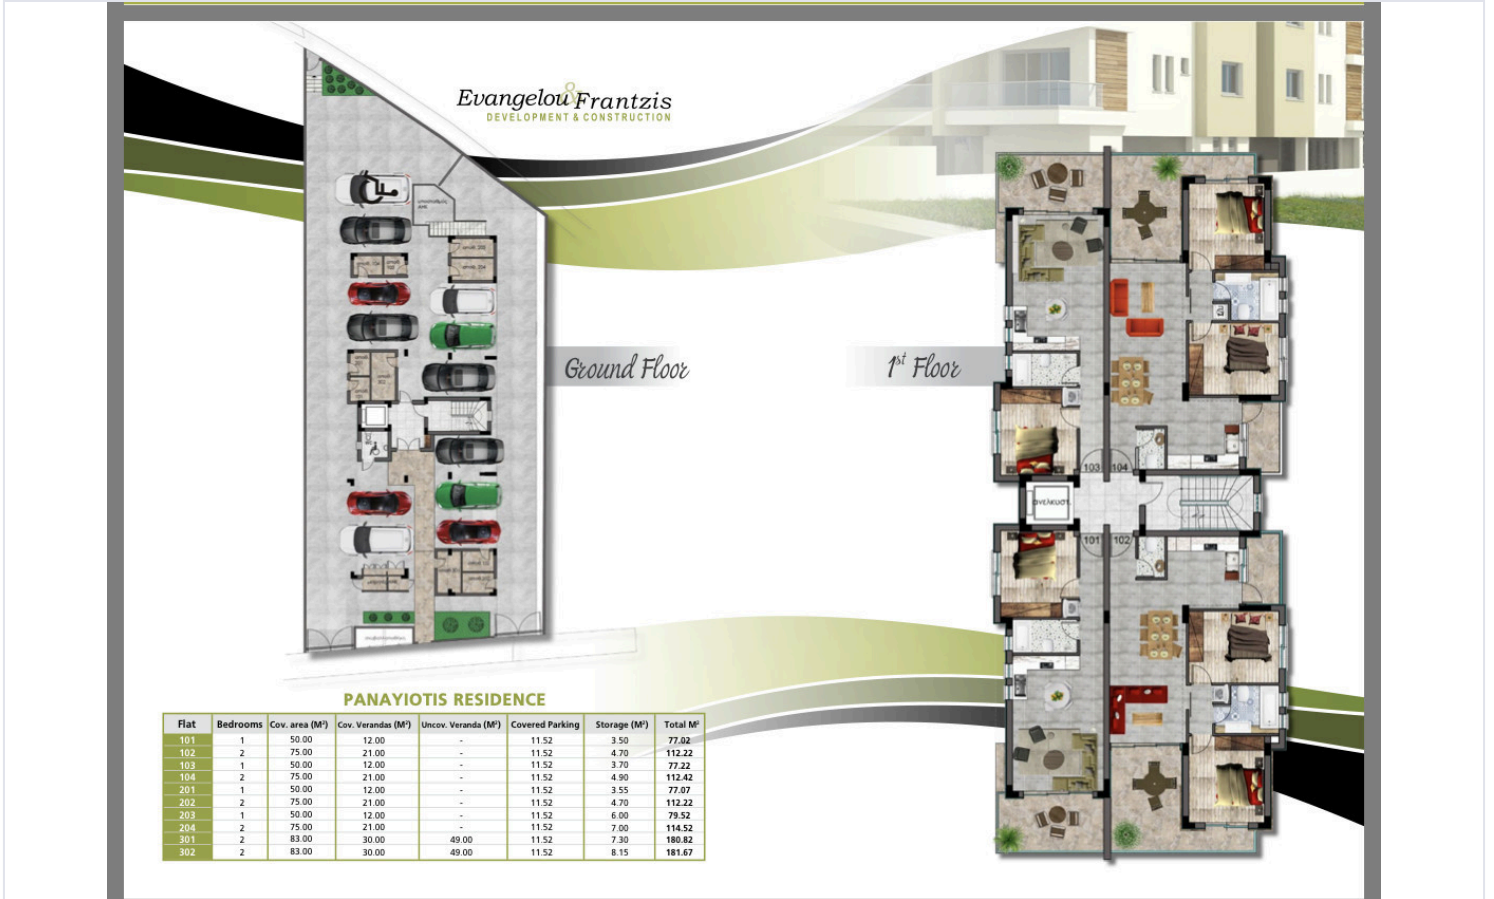 Evangelou & Frantzis
DEVELOPMENT & CONSTRUCTION
Ground Floor
1st Floor
103 104
ανελκυστ.
101 102
PANAYIOTIS RESIDENCE
Flat Bedrooms Cov. area (M²) Cov. Verandas (M²) Uncov. Veranda (M²) Covered Parking Storage (M²) Total M²
101 1 50.00 12.00 - 11.52 3.50 77.02
102 2 75.00 21.00 - 11.52 4.70 112.22
103 1 50.00 12.00 - 11.52 3.70 77.22
104 2 75.00 21.00 - 11.52 4.90 112.42
201 1 50.00 12.00 - 11.52 3.55 77.07
202 2 75.00 21.00 - 11.52 4.70 112.22
203 1 50.00 12.00 - 11.52 6.00 79.52
204 2 75.00 21.00 - 11.52 7.00 114.52
301 2 83.00 30.00 49.00 11.52 7.30 180.82
302 2 83.00 30.00 49.00 11.52 8.15 181.67